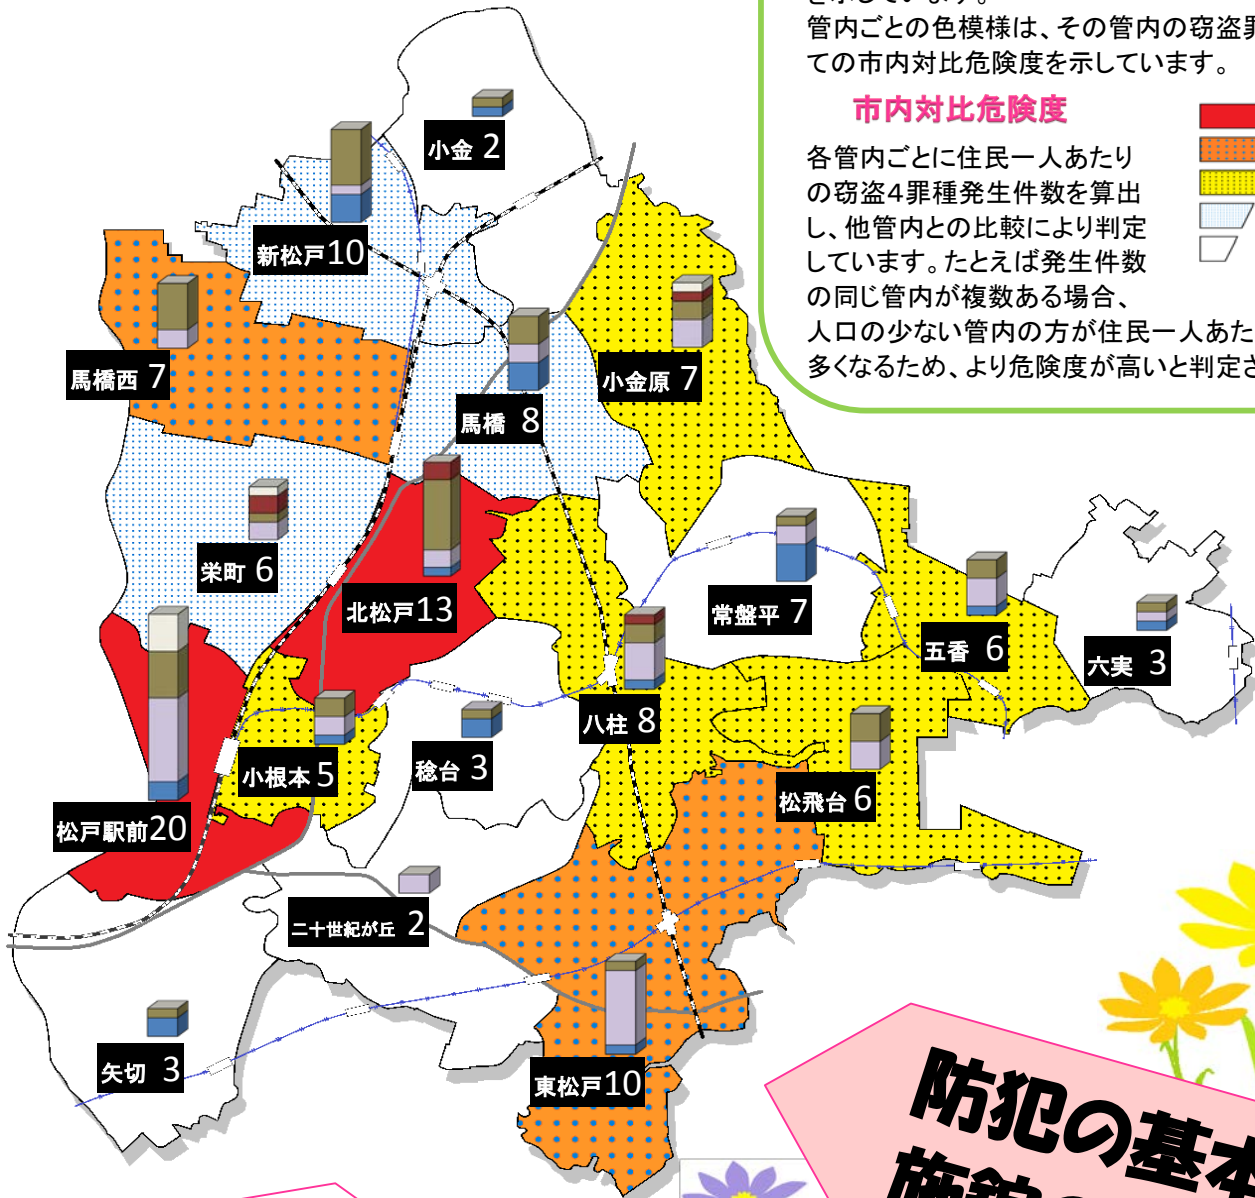 を示しています。
管内ごとの色模様は、その管内の窃盗罪
ての市内対比危険度を示しています。
市内対比危険度
各管内ごとに住民一人あたり
の窃盗4罪種発生件数を算出
し、他管内との比較により判定
しています。たとえば発生件数
の同じ管内が複数ある場合、
人口の少ない管内の方が住民一人あた
多くなるため、より危険度が高いと判定さ
小金 2
新松戸10
馬橋西 7
小金原 7
馬橋 8
栄町 6
北松戸13
常盤平 7
五香 6
六実 3
八柱 8
小根本 5
稔台 3
松飛台 6
松戸駅前20
二十世紀が丘 2
矢切 3
東松戸10
防犯の基本
施錠